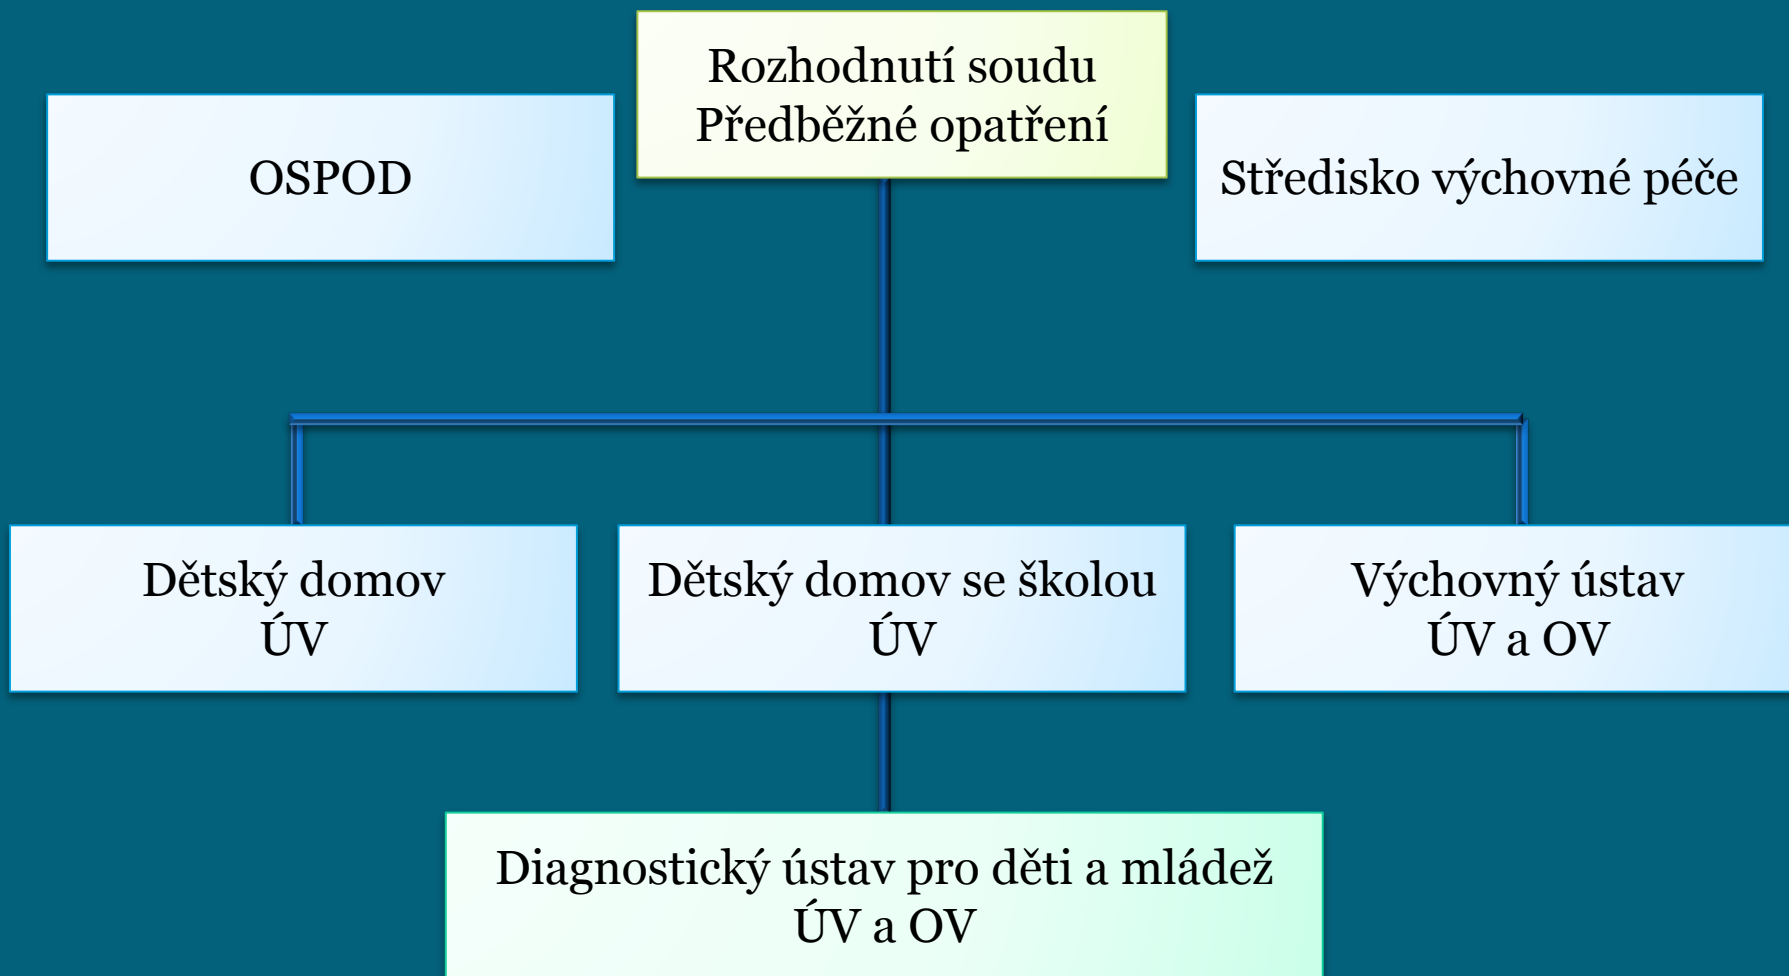 Rozhodnutí soudu
Předběžné opatření
OSPOD
Středisko výchovné péče
Dětský domov
ÚV
Dětský domov se školou
ÚV
Výchovný ústav
ÚV a OV
Diagnostický ústav pro děti a mládež
ÚV a OV